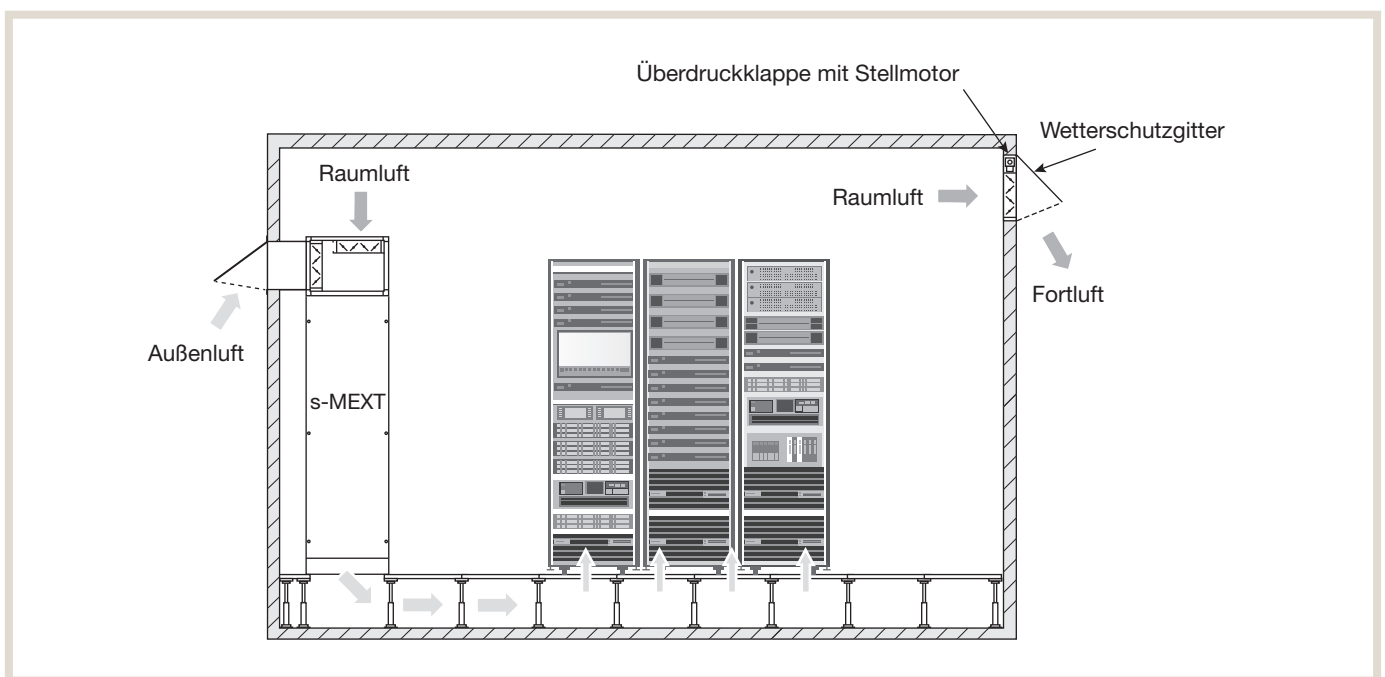 Überdruckklappe mit Stellmotor
Wetterschutzgitter
Raumluft
Raumluft
Fortluft
Außenluft
s-MEXT